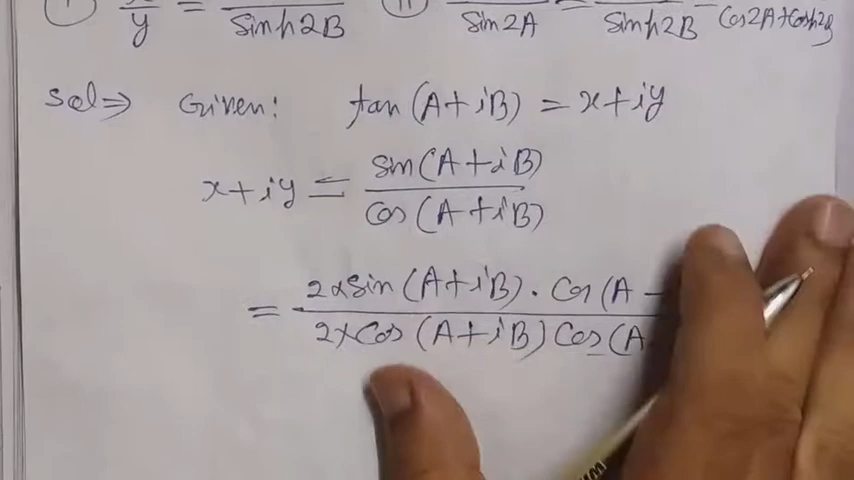 (i) x/y = /Sinh2B (ii) /Sin2A = /Sinh2B = /Cos2A+Cosh2B
Sol⇒ Given: tan(A+iB) = x+iy
x+iy = sin(A+iB)/cos(A+iB)
= 2×Sin(A+iB).Cos(A-/2×Cos(A+iB)Cos(A-